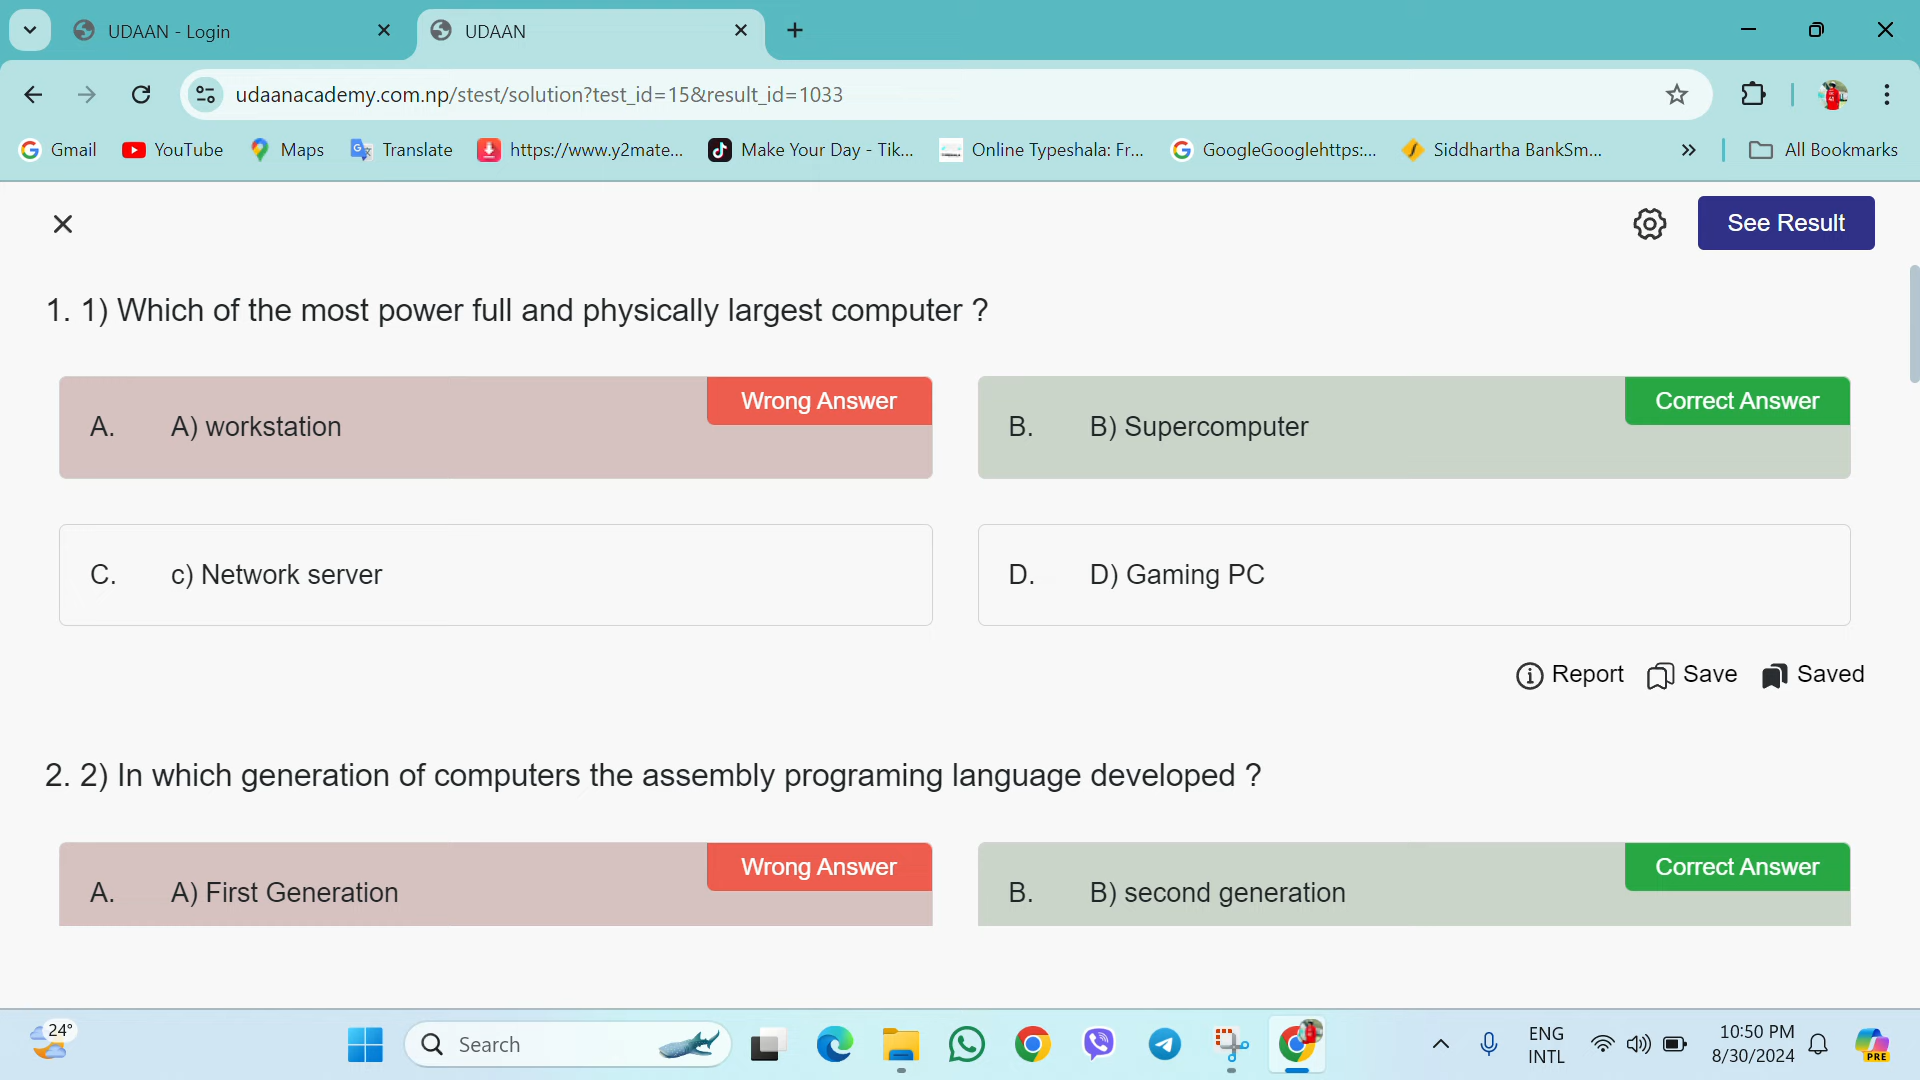 UDAAN - Login
UDAAN
udaanacademy.com.np/stest/solution?test_id=15&result_id=1033
Gmail YouTube Maps Translate https://www.y2mate... Make Your Day - Tik... Online Typeshala: Fr... GoogleGooglehttps:... Siddhartha BankSm... All Bookmarks
See Result
1. 1) Which of the most power full and physically largest computer ?
Wrong Answer
A. A) workstation
Correct Answer
B. B) Supercomputer
C. c) Network server
D. D) Gaming PC
Report Save Saved
2. 2) In which generation of computers the assembly programing language developed ?
Wrong Answer
A. A) First Generation
Correct Answer
B. B) second generation
24°
Search
ENG
INTL
10:50 PM
8/30/2024
PRE